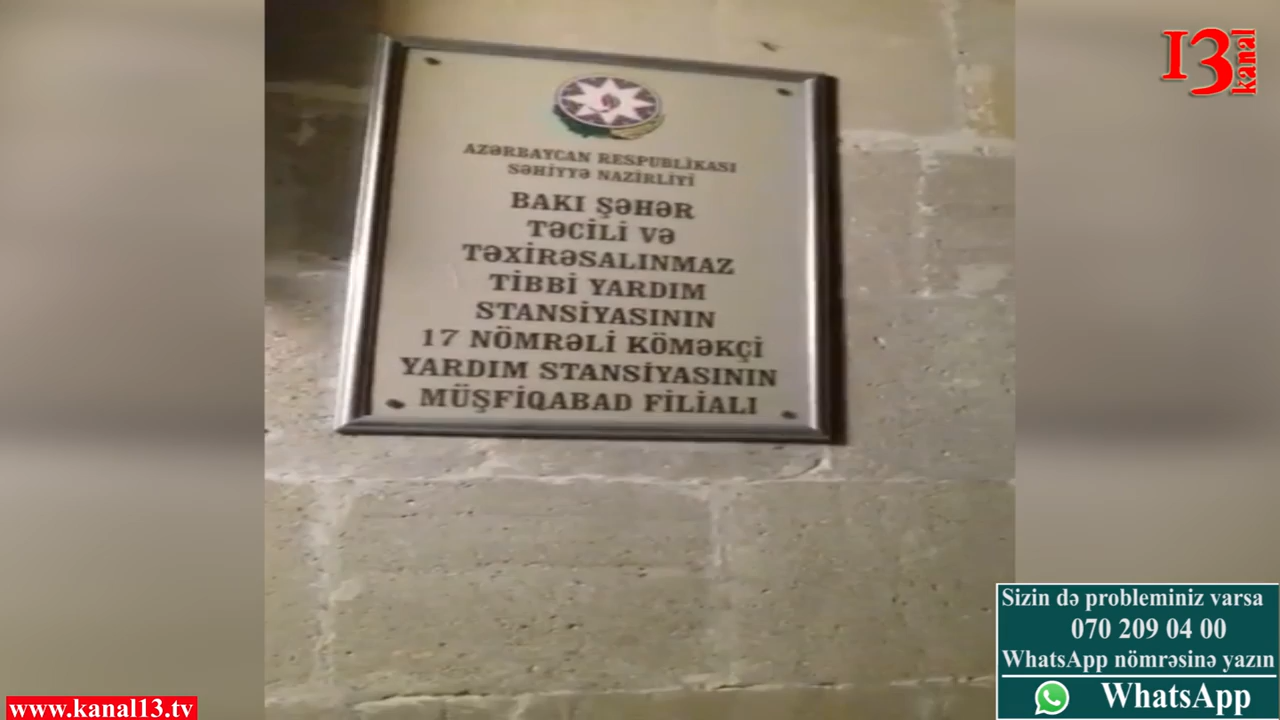 13 kanal
AZƏRBAYCAN RESPUBLİKASI
SƏHİYYƏ NAZİRLİYİ
BAKI ŞƏHƏR
TƏCİLİ VƏ
TƏXİRƏSALINMAZ
TİBBİ YARDIM
STANSİYASININ
17 NÖMRƏLİ KÖMƏKÇİ
YARDIM STANSİYASININ
MÜŞFİQABAD FİLİALI
Sizin də probleminiz varsa
070 209 04 00
WhatsApp nömrəsinə yazın
WhatsApp
www.kanal13.tv